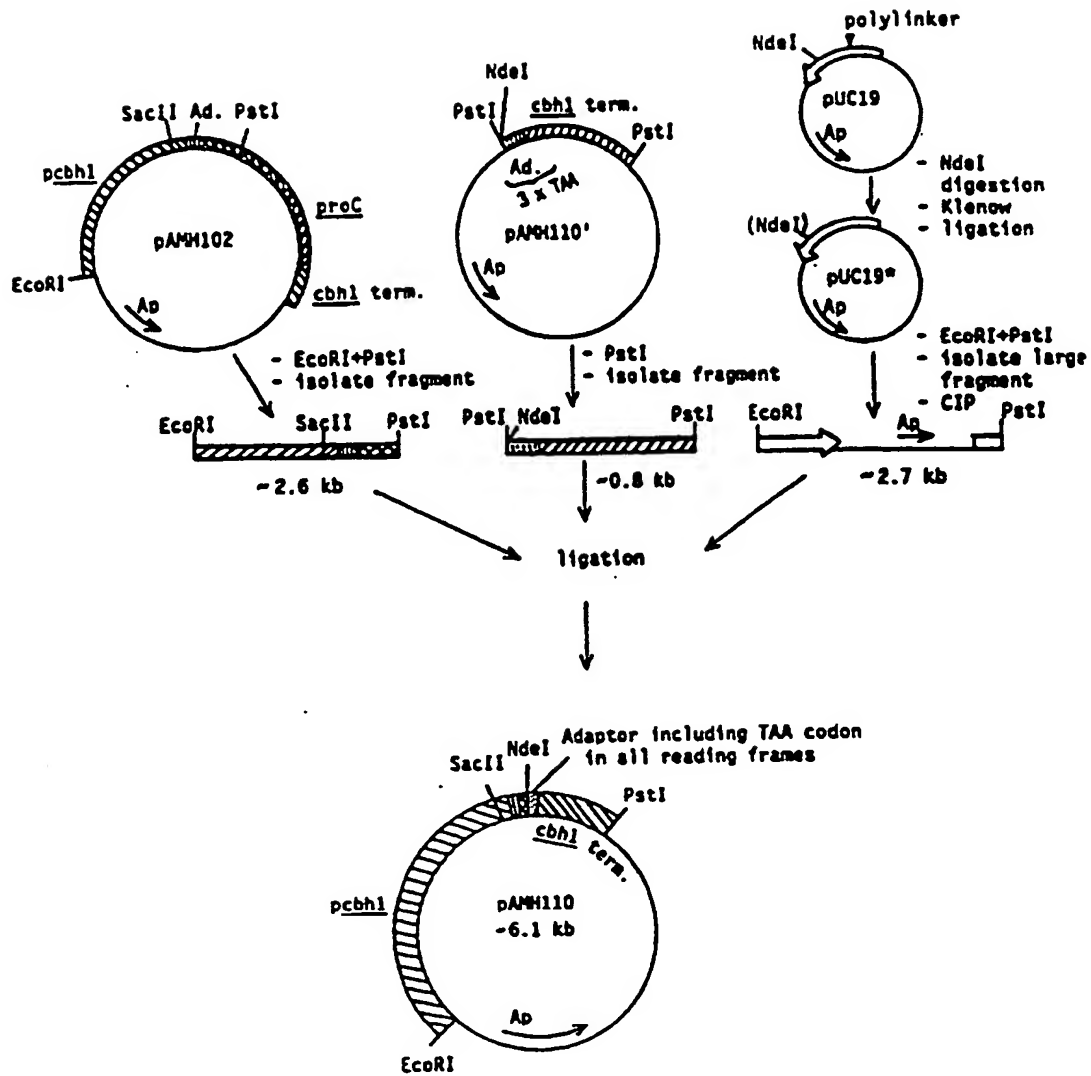 SacII Ad. PstI
pcbh1
proC
pAMH102
EcoRI
Ap
cbh1 term.
- EcoRI+PstI
- isolate fragment
EcoRI
SacII
PstI
~2.6 kb
NdeI
PstI
cbh1 term.
PstI
Ad.
3 x TAA
pAMH110'
Ap
- PstI
- isolate fragment
PstI
NdeI
PstI
~0.8 kb
polylinker
NdeI
pUC19
Ap
- NdeI
digestion
- Klenow
- ligation
(NdeI)
pUC19*
Ap
- EcoRI+PstI
- isolate large
fragment
- CIP
EcoRI
Ap
PstI
~2.7 kb
ligation
Adaptor including TAA codon
in all reading frames
SacII
NdeI
PstI
cbh1 term.
pcbh1
pAMH110
~6.1 kb
Ap
EcoRI